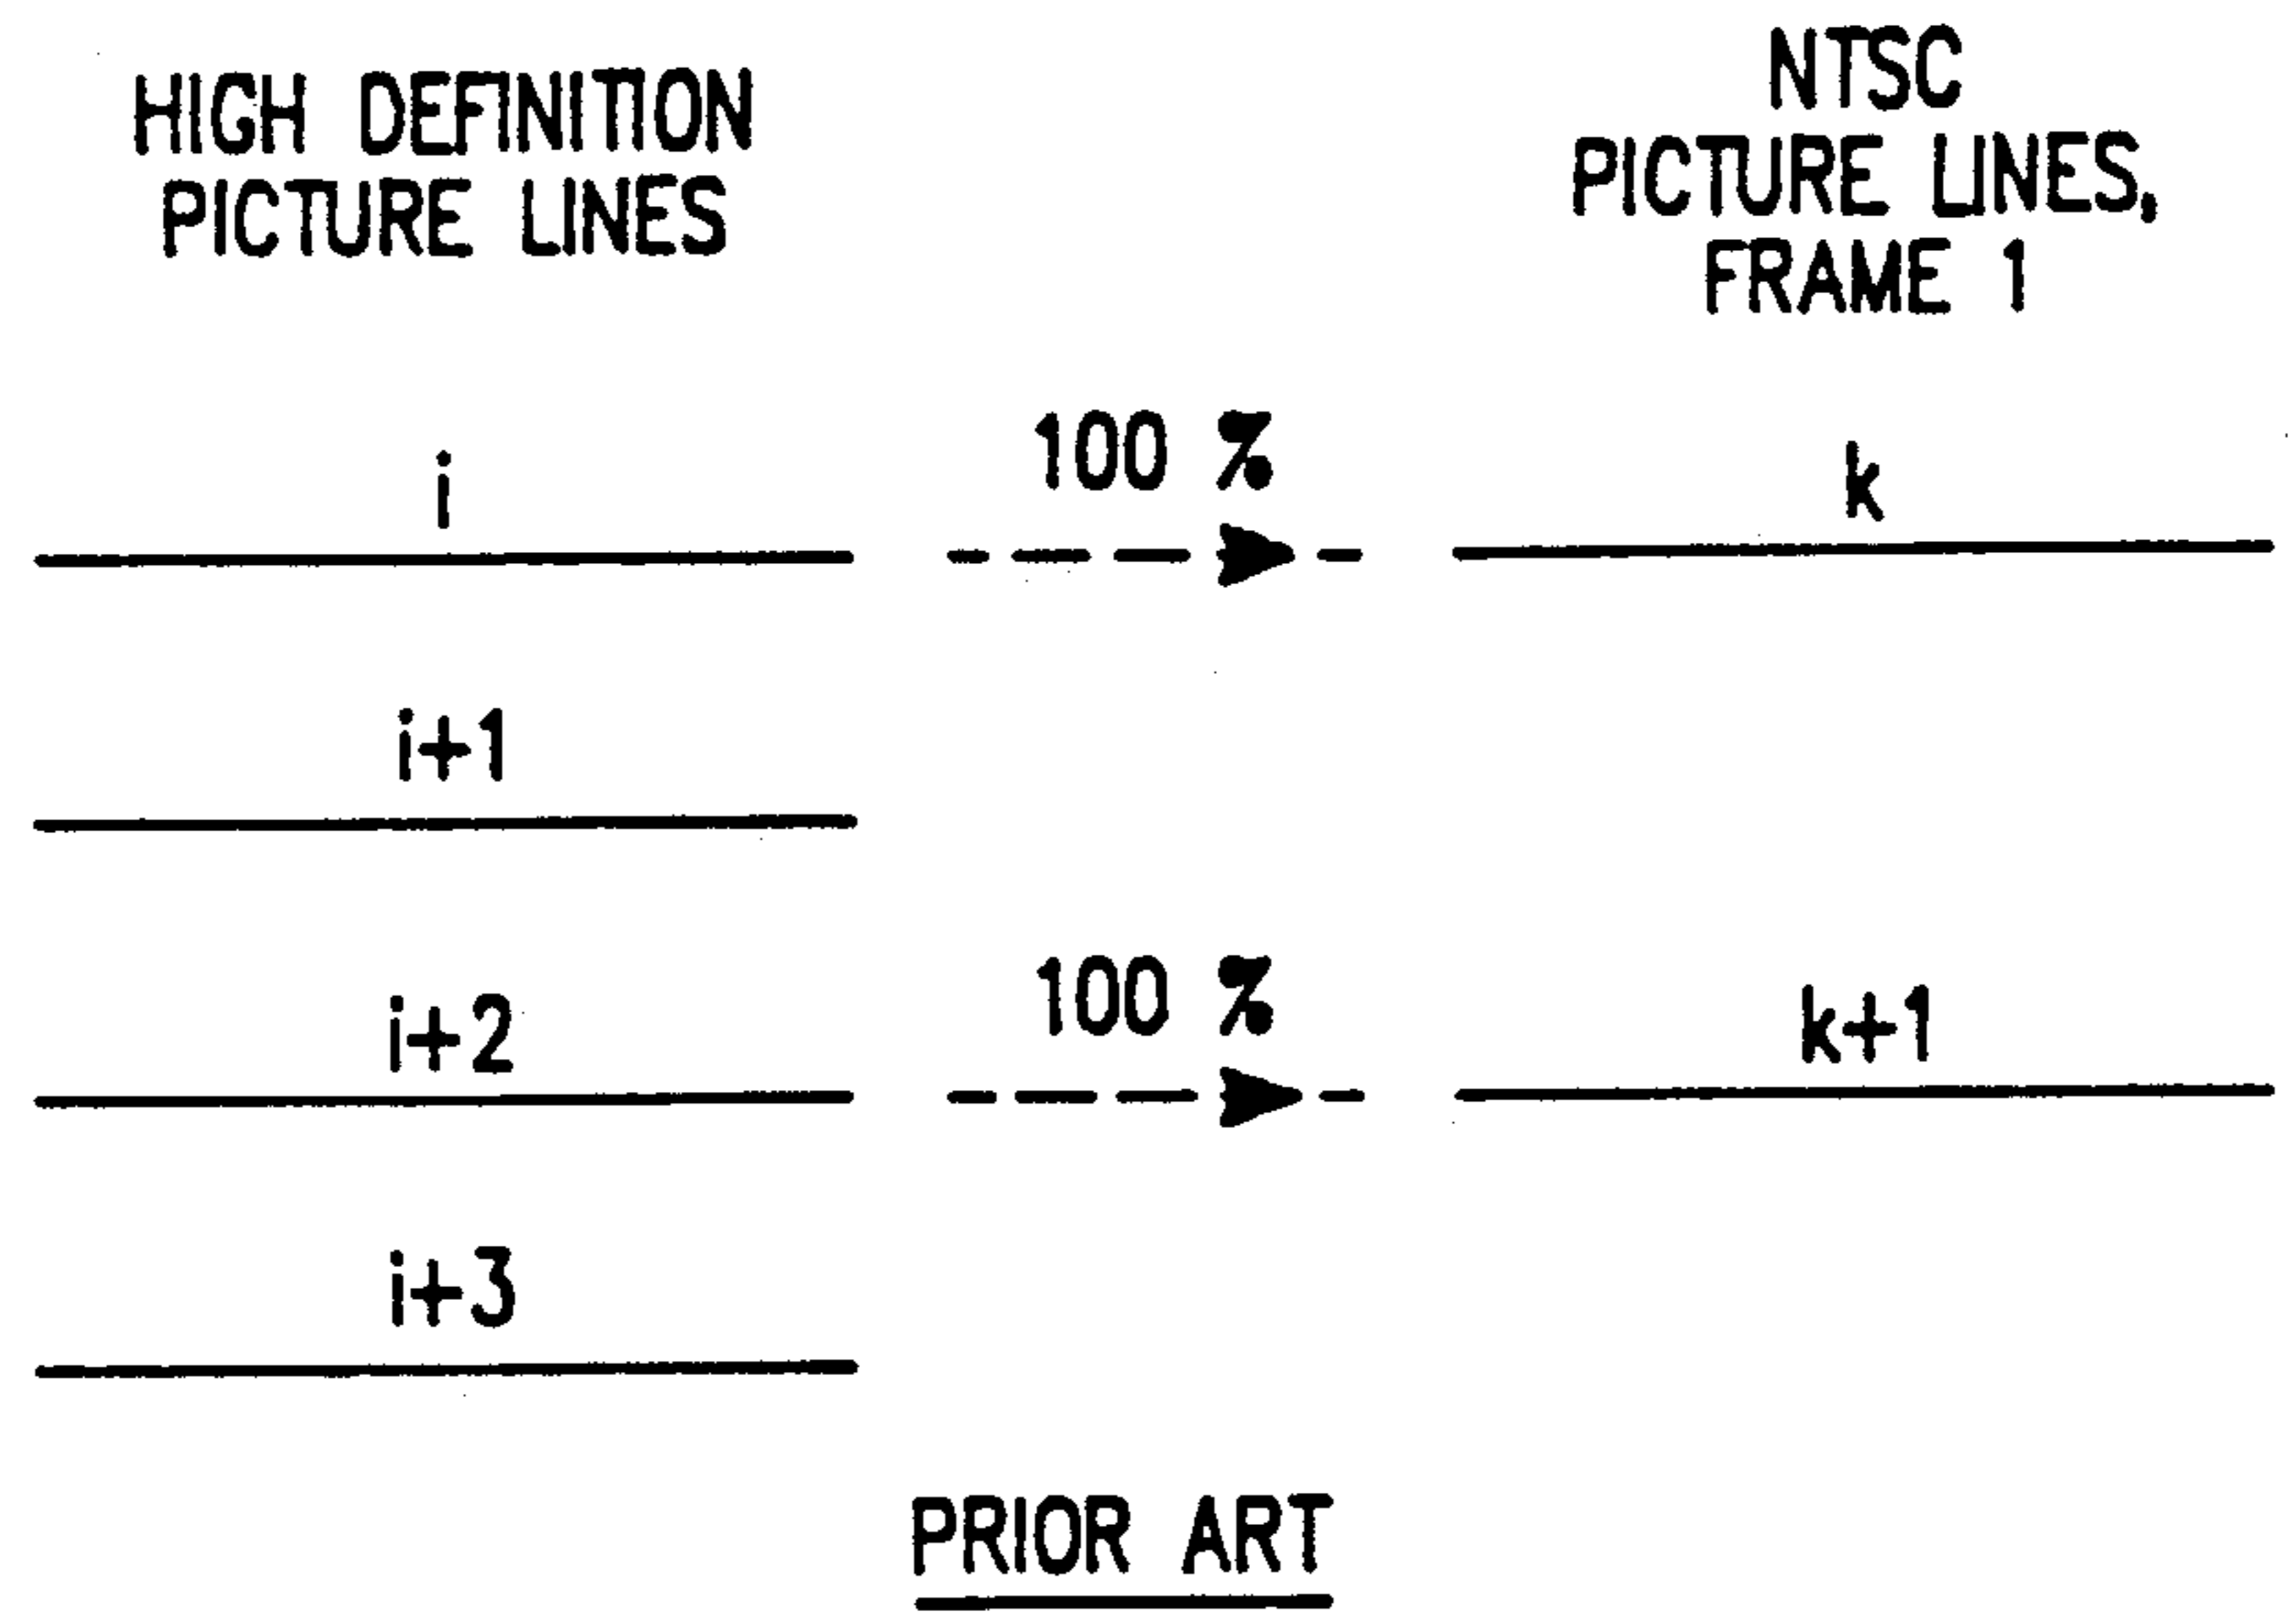 HIGH DEFINITION
PICTURE LINES
NTSC
PICTURE LINES,
FRAME 1
i
100 %
k
i+1
i+2
100 %
k+1
i+3
PRIOR ART